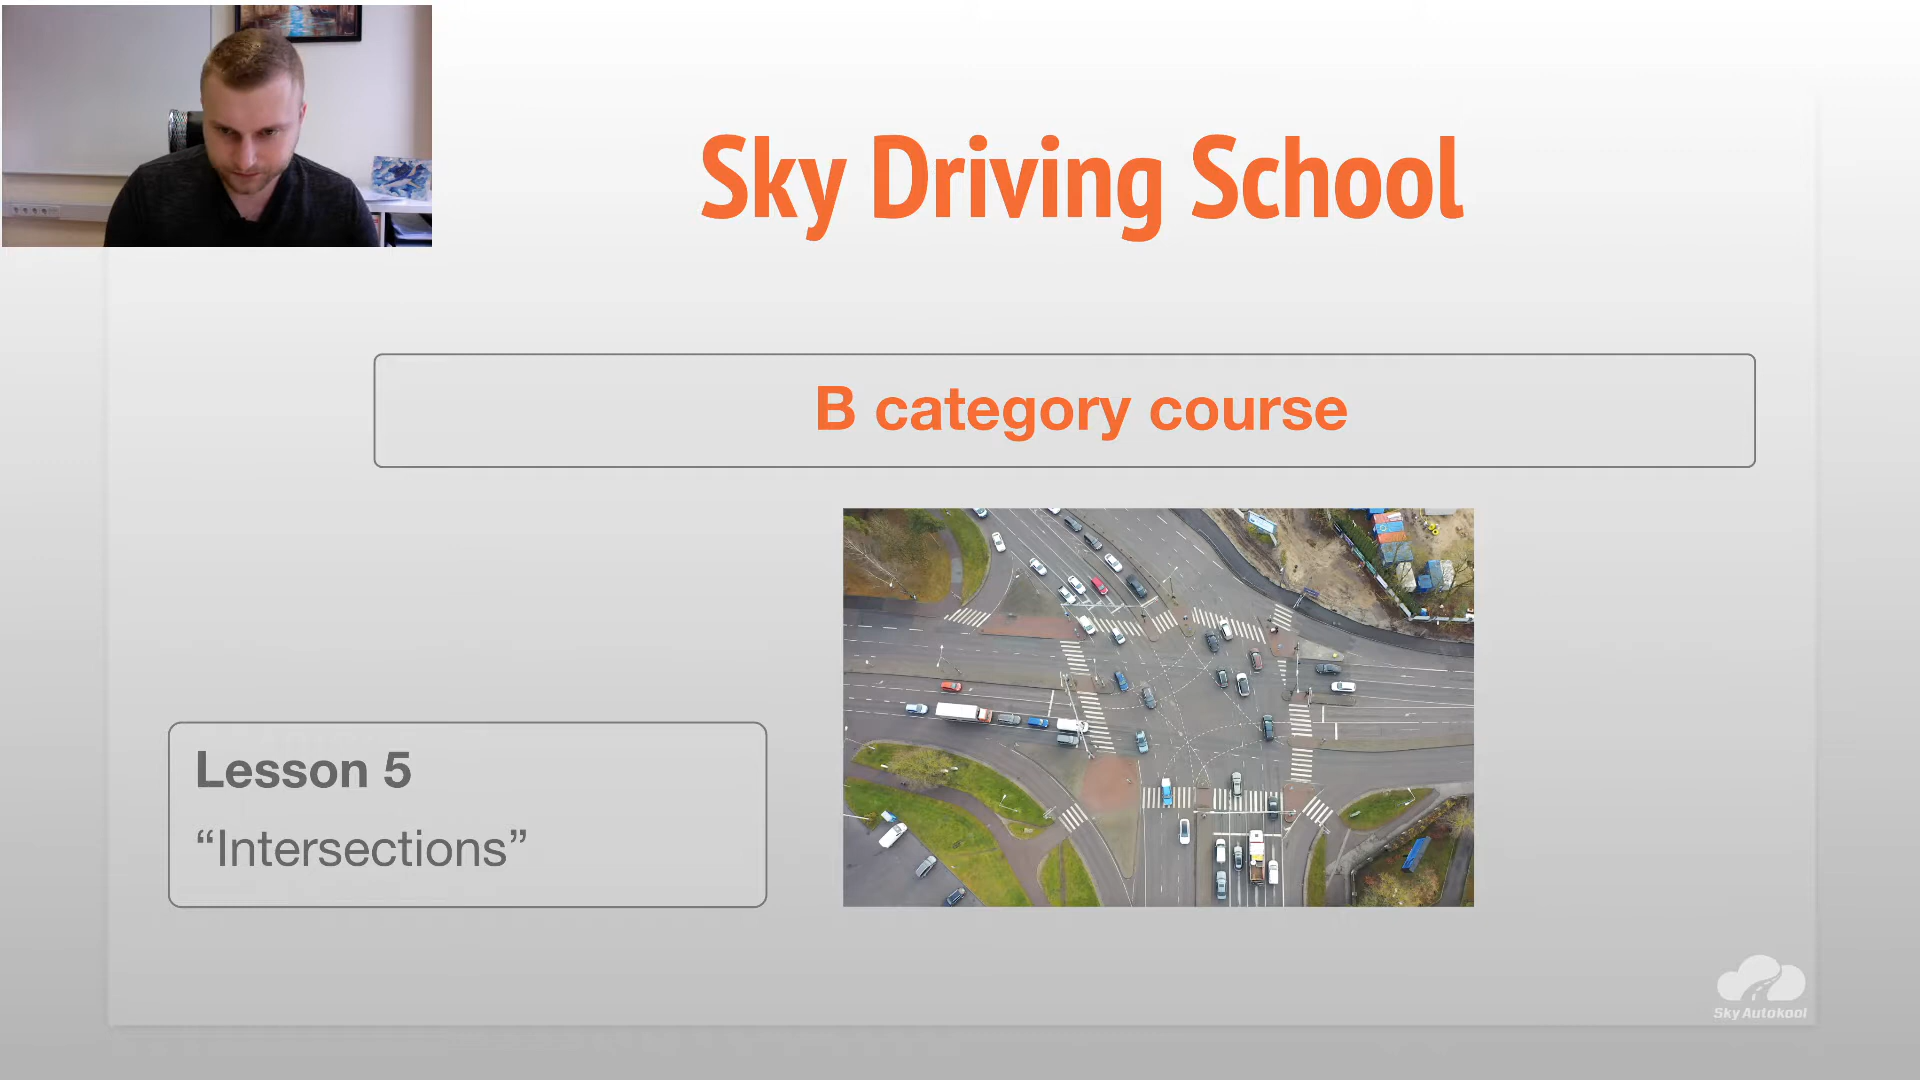 Sky Driving School
B category course
Lesson 5
“Intersections”
Sky Autokool